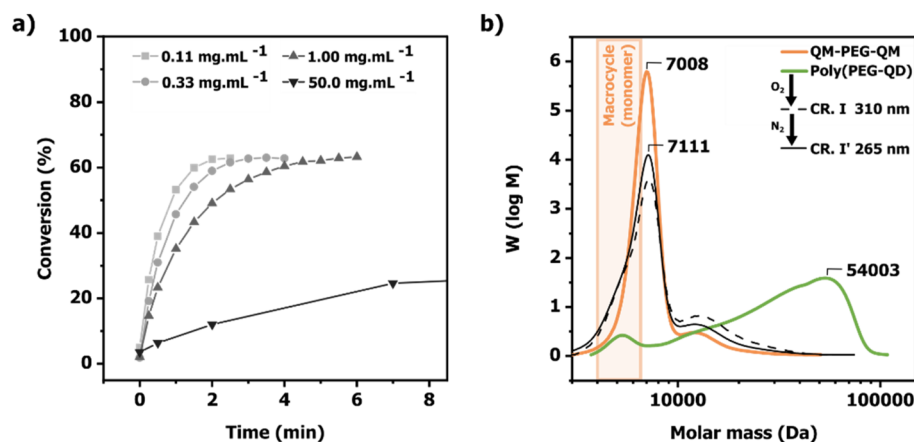 a)
100
80
60
40
20
0
0.11 mg.mL⁻¹
0.33 mg.mL⁻¹
1.00 mg.mL⁻¹
50.0 mg.mL⁻¹
Conversion (%)
0 2 4 6 8
Time (min)
b)
6
5
4
3
2
1
0
W (log M)
Macrocycle
(monomer)
7008
7111
54003
QM-PEG-QM
Poly(PEG-QD)
O₂
CR. I 310 nm
N₂
CR. I' 265 nm
10000 100000
Molar mass (Da)